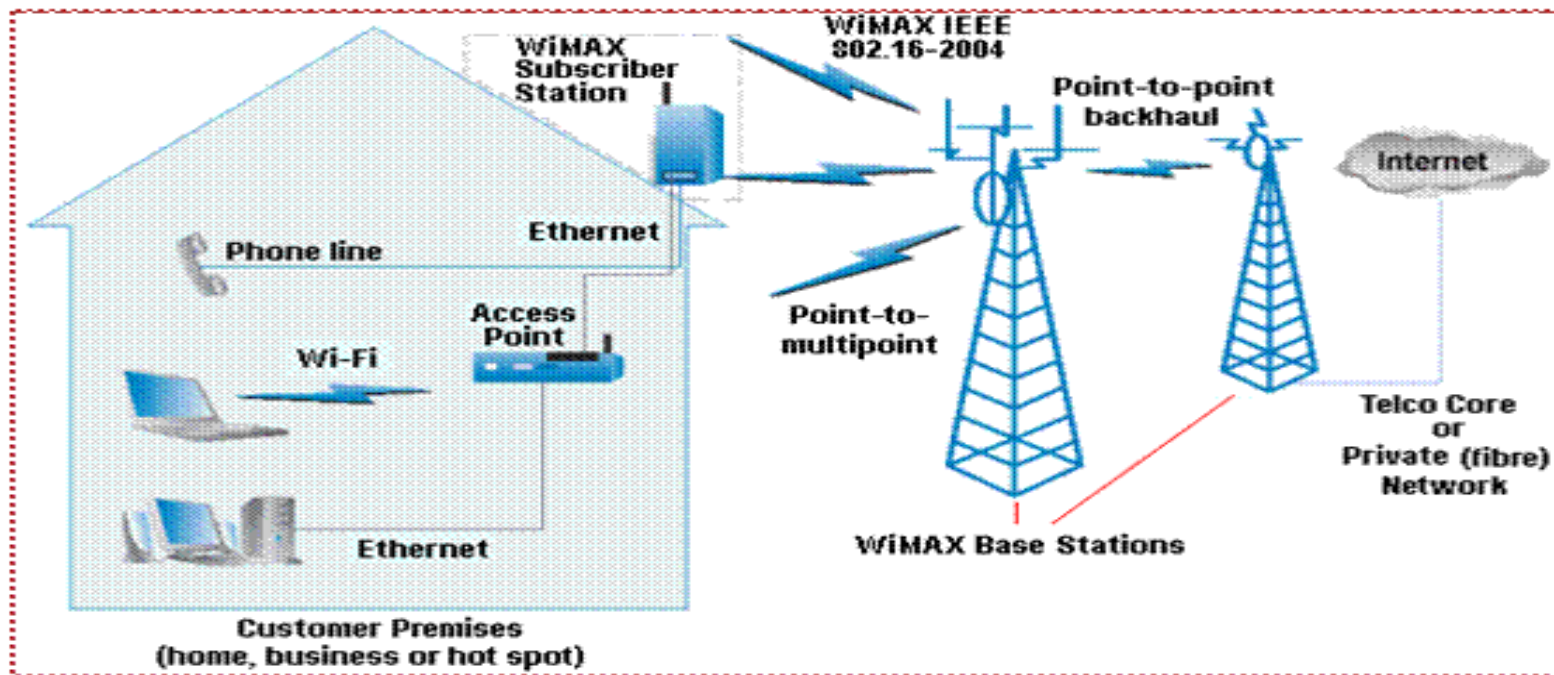 WiMAX IEEE
802.16-2004
WiMAX
Subscriber
Station
Point-to-point
backhaul
Internet
Ethernet
Phone line
Access
Point
Point-to-
multipoint
Wi-Fi
Telco Core
or
Private (fibre)
Network
Ethernet
WiMAX Base Stations
Customer Premises
(home, business or hot spot)